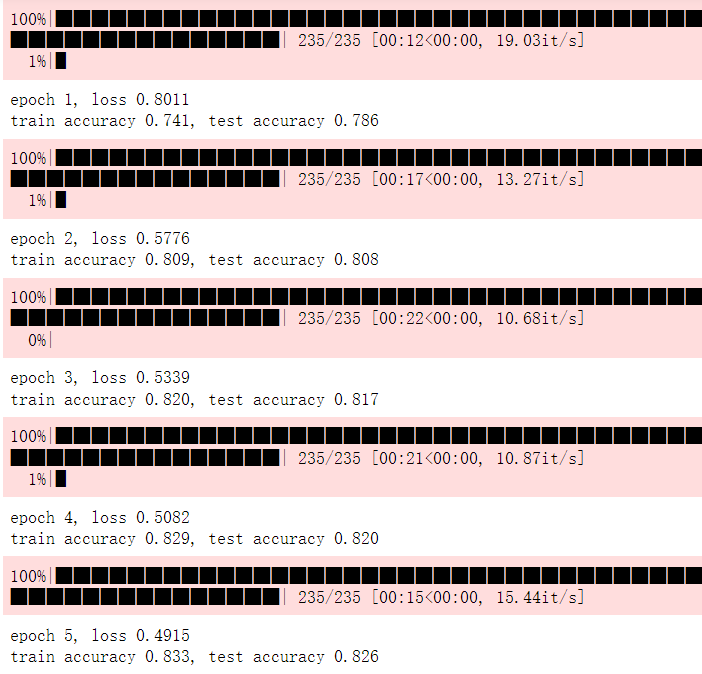 100%|
| 235/235 [00:12<00:00, 19.03it/s]
1%|
epoch 1, loss 0.8011
train accuracy 0.741, test accuracy 0.786
100%|
| 235/235 [00:17<00:00, 13.27it/s]
1%|
epoch 2, loss 0.5776
train accuracy 0.809, test accuracy 0.808
100%|
| 235/235 [00:22<00:00, 10.68it/s]
0%|
epoch 3, loss 0.5339
train accuracy 0.820, test accuracy 0.817
100%|
| 235/235 [00:21<00:00, 10.87it/s]
1%|
epoch 4, loss 0.5082
train accuracy 0.829, test accuracy 0.820
100%|
| 235/235 [00:15<00:00, 15.44it/s]
epoch 5, loss 0.4915
train accuracy 0.833, test accuracy 0.826